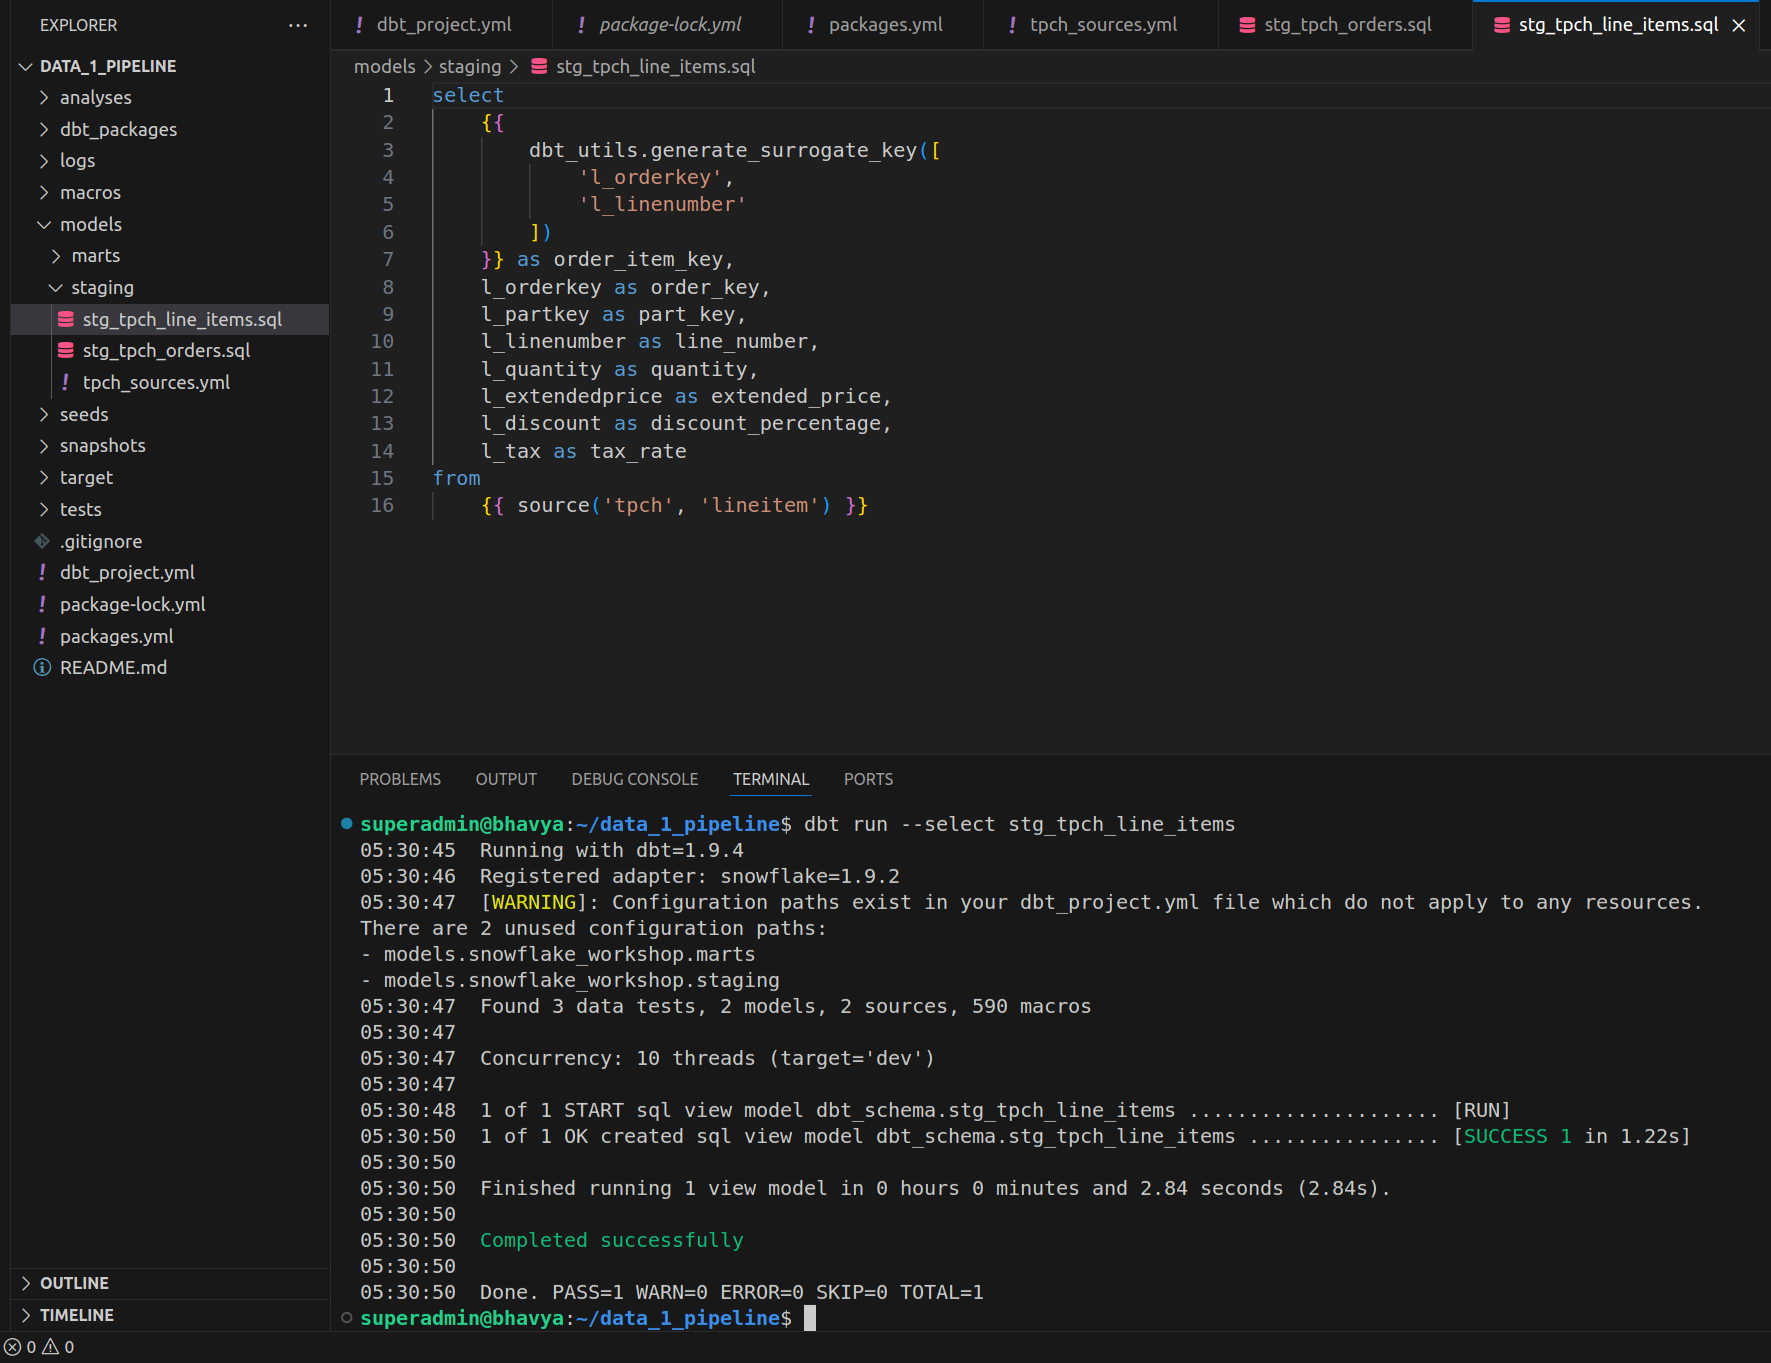 EXPLORER
DATA_1_PIPELINE
analyses
dbt_packages
logs
macros
models
marts
staging
stg_tpch_line_items.sql
stg_tpch_orders.sql
tpch_sources.yml
seeds
snapshots
target
tests
.gitignore
dbt_project.yml
package-lock.yml
packages.yml
README.md
OUTLINE
TIMELINE
dbt_project.yml package-lock.yml packages.yml tpch_sources.yml stg_tpch_orders.sql stg_tpch_line_items.sql
models > staging > stg_tpch_line_items.sql
1 select
2     {{
3         dbt_utils.generate_surrogate_key([
4             'l_orderkey',
5             'l_linenumber'
6         ])
7     }} as order_item_key,
8     l_orderkey as order_key,
9     l_partkey as part_key,
10     l_linenumber as line_number,
11     l_quantity as quantity,
12     l_extendedprice as extended_price,
13     l_discount as discount_percentage,
14     l_tax as tax_rate
15 from
16     {{ source('tpch', 'lineitem') }}
PROBLEMS OUTPUT DEBUG CONSOLE TERMINAL PORTS
superadmin@bhavya:~/data_1_pipeline$ dbt run --select stg_tpch_line_items
05:30:45  Running with dbt=1.9.4
05:30:46  Registered adapter: snowflake=1.9.2
05:30:47  [WARNING]: Configuration paths exist in your dbt_project.yml file which do not apply to any resources.
There are 2 unused configuration paths:
- models.snowflake_workshop.marts
- models.snowflake_workshop.staging
05:30:47  Found 3 data tests, 2 models, 2 sources, 590 macros
05:30:47
05:30:47  Concurrency: 10 threads (target='dev')
05:30:47
05:30:48  1 of 1 START sql view model dbt_schema.stg_tpch_line_items ..................... [RUN]
05:30:50  1 of 1 OK created sql view model dbt_schema.stg_tpch_line_items ................ [SUCCESS 1 in 1.22s]
05:30:50
05:30:50  Finished running 1 view model in 0 hours 0 minutes and 2.84 seconds (2.84s).
05:30:50
05:30:50  Completed successfully
05:30:50
05:30:50  Done. PASS=1 WARN=0 ERROR=0 SKIP=0 TOTAL=1
superadmin@bhavya:~/data_1_pipeline$
0 0